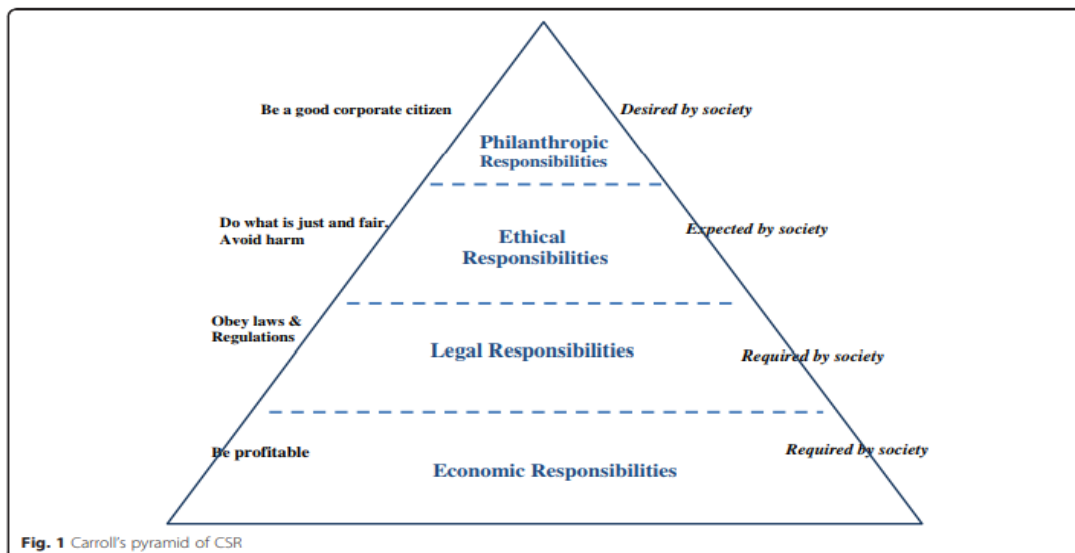 Be a good corporate citizen
Desired by society
Philanthropic
Responsibilities
Do what is just and fair.
Avoid harm
Expected by society
Ethical
Responsibilities
Obey laws &
Regulations
Legal Responsibilities
Required by society
Be profitable
Required by society
Economic Responsibilities
Fig. 1 Carroll's pyramid of CSR